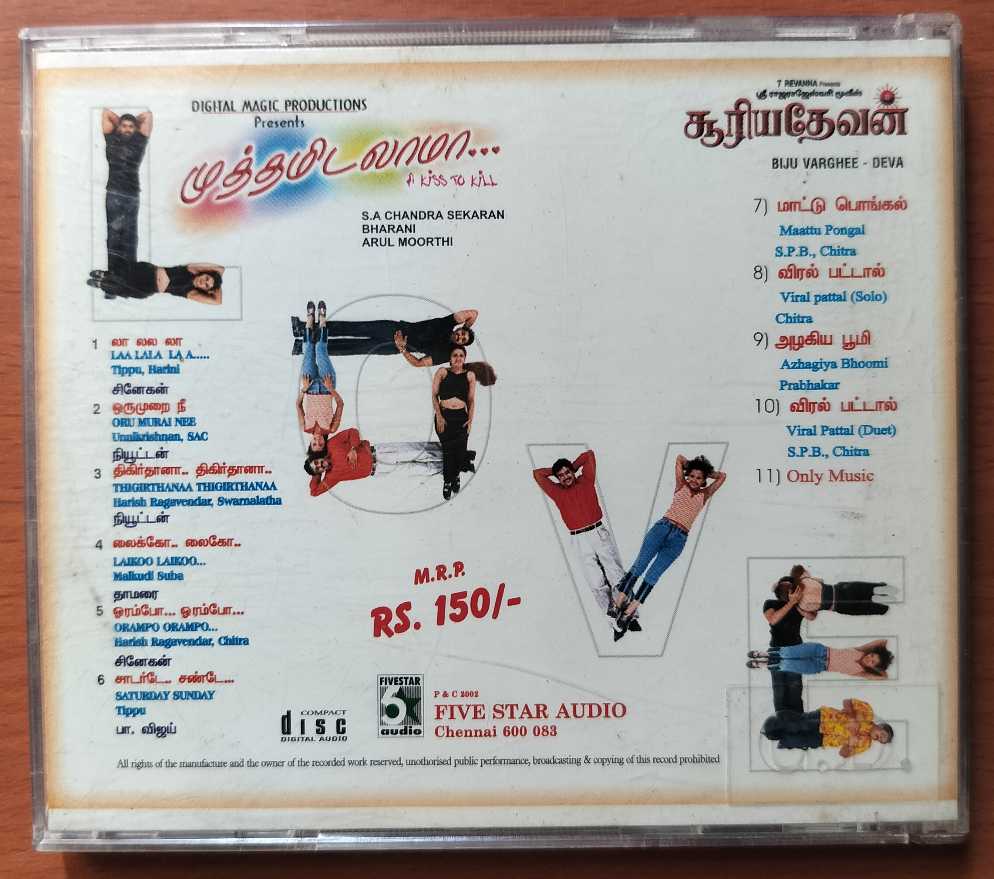 DIGITAL MAGIC PRODUCTIONS
Presents
முத்தமிடலாமா...
A KISS TO KILL
S.A CHANDRA SEKARAN
BHARANI
ARUL MOORTHI
1 லா லல லா
LAA LALA LA A.....
Tippu, Harini
சினேகன்
2 ஒருமுறை நீ
ORU MURAI NEE
Unnikrishnan, SAC
நியூட்டன்
3 திகிர்தானா.. திகிர்தானா..
THIGIRTHANAA THIGIRTHANAA
Harish Ragavendar, Swarnalatha
நியூட்டன்
4 லைக்கோ.. லைகோ..
LAIKOO LAIKOO...
Malkudi Suba
தாமரை
5 ஓரம்போ... ஓரம்போ...
ORAMPO ORAMPO...
Harish Ragavendar, Chitra
சினேகன்
6 சாடர்டே... சண்டே...
SATURDAY SUNDAY
Tippu
பா. விஜய்
T REVANNA Presents
ஸ்ரீ ராஜராஜேஸ்வரி மூவிஸ்
சூரியதேவன்
BIJU VARGHEE - DEVA
7) மாட்டு பொங்கல்
Maattu Pongal
S.P.B., Chitra
8) விரல் பட்டால்
Viral pattal (Solo)
Chitra
9) அழகிய பூமி
Azhagiya Bhoomi
Prabhakar
10) விரல் பட்டால்
Viral Pattal (Duet)
S.P.B., Chitra
11) Only Music
L
O
V
E
M.R.P.
RS. 150/-
COMPACT
disc
DIGITAL AUDIO
FIVESTAR
audio
P & C 2002
FIVE STAR AUDIO
Chennai 600 083
All rights of the manufacture and the owner of the recorded work reserved, unothorised public performance, broadcasting & copying of this record prohibited